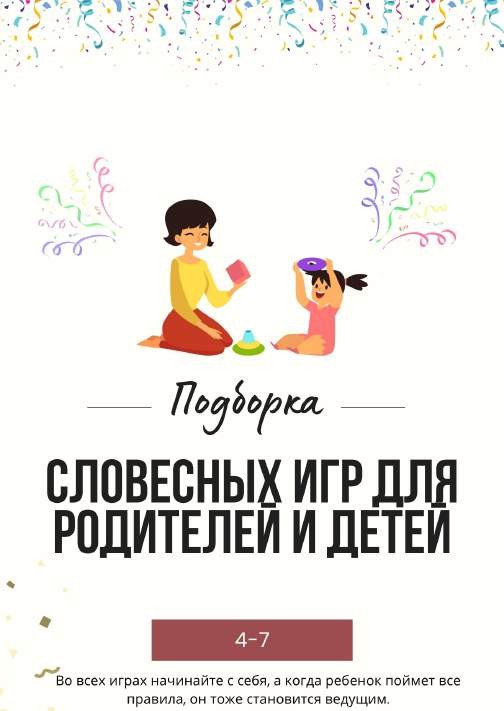 Подборка
СЛОВЕСНЫХ ИГР ДЛЯ
РОДИТЕЛЕЙ И ДЕТЕЙ
4-7
Во всех играх начинайте с себя, а когда ребенок поймет все
правила, он тоже становится ведущим.